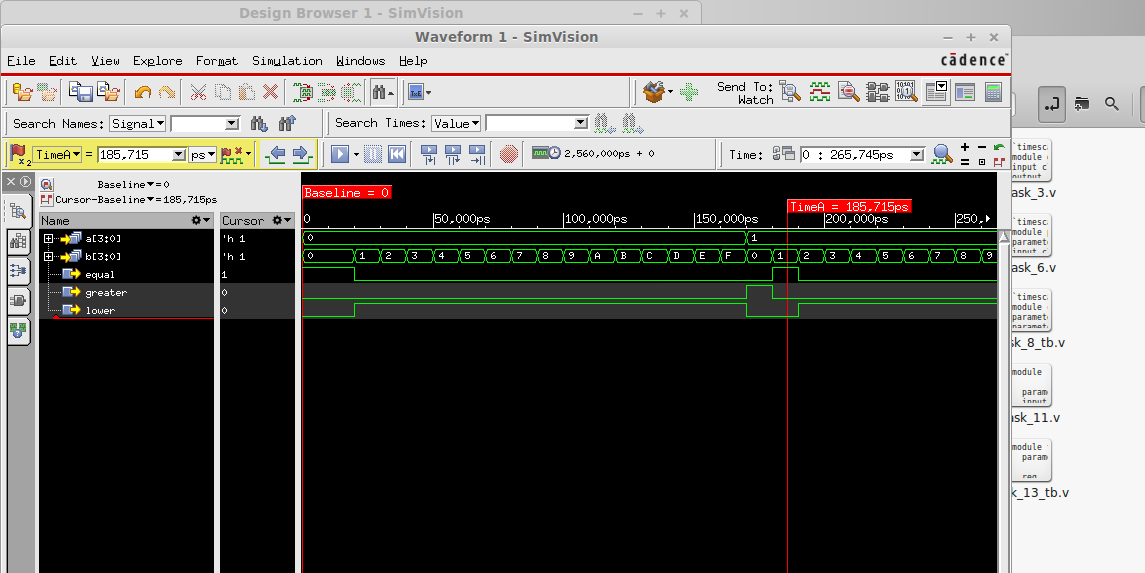 Design Browser 1 - SimVision
Waveform 1 - SimVision
File Edit View Explore Format Simulation Windows Help
cādence
Send To:
Watch
Search Names: Signal
Search Times: Value
TimeA = 185,715 ps
2,560,000ps + 0
Time: 0 : 265,745ps
Baseline = 0
Cursor-Baseline = 185,715ps
Baseline = 0
TimeA = 185,715ps
Name Cursor
0 50,000ps 100,000ps 150,000ps 200,000ps 250,
a[3:0] 'h 1 0 1
b[3:0] 'h 1 0 1 2 3 4 5 6 7 8 9 A B C D E F 0 1 2 3 4 5 6 7 8 9
equal 1
greater 0
lower 0
`timesca
module
input c
output
ask_3.v
`timesc
module
paramet
input c
ask_6.v
`timesc
module
paramet
paramet
sk_8_tb.v
module
param
input
ask_11.v
module
param
reg
k_13_tb.v